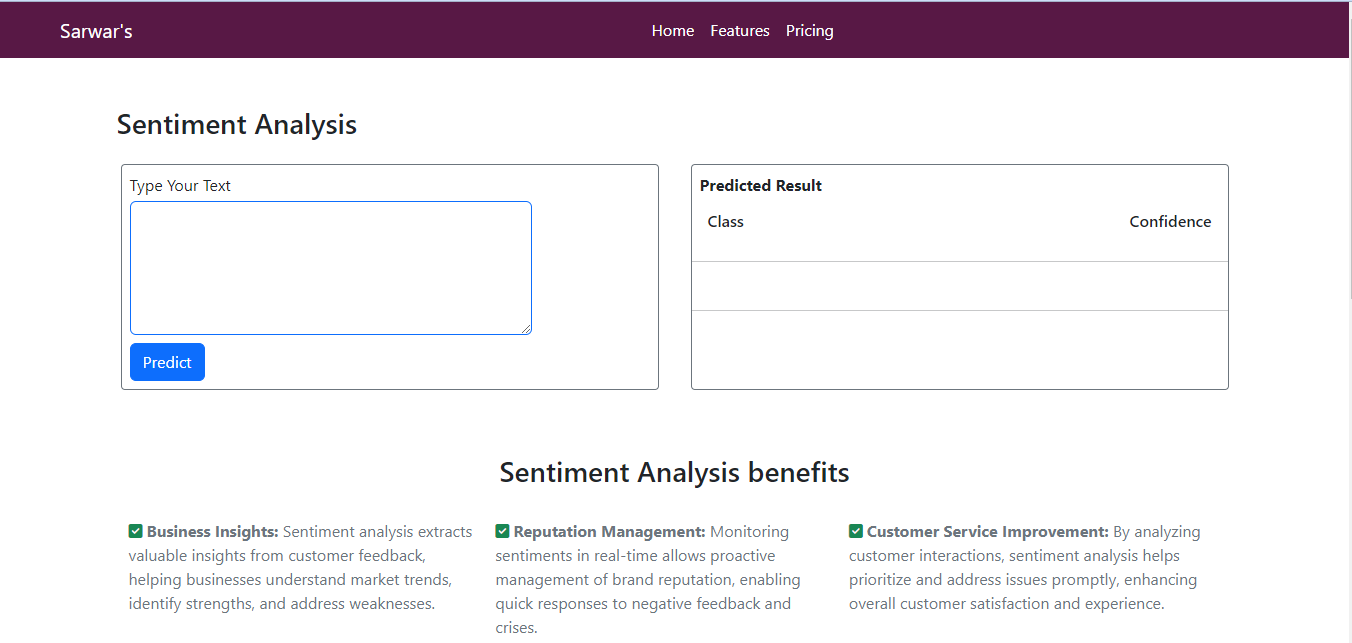 Sarwar's
Home Features Pricing
Sentiment Analysis
Type Your Text
Predict
Predicted Result
Class Confidence
Sentiment Analysis benefits
Business Insights: Sentiment analysis extracts
valuable insights from customer feedback,
helping businesses understand market trends,
identify strengths, and address weaknesses.
Reputation Management: Monitoring
sentiments in real-time allows proactive
management of brand reputation, enabling
quick responses to negative feedback and
crises.
Customer Service Improvement: By analyzing
customer interactions, sentiment analysis helps
prioritize and address issues promptly, enhancing
overall customer satisfaction and experience.